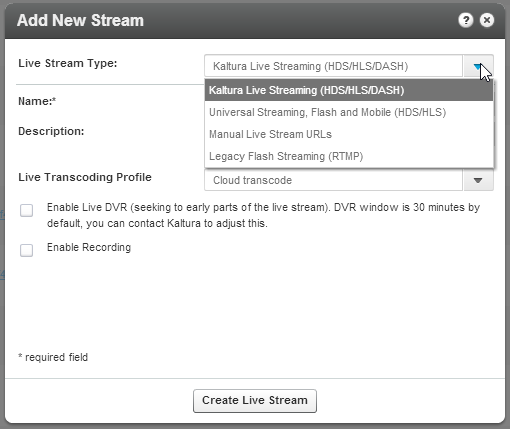 Add New Stream
?
Live Stream Type:
Kaltura Live Streaming (HDS/HLS/DASH)
Kaltura Live Streaming (HDS/HLS/DASH)
Name:*
Universal Streaming, Flash and Mobile (HDS/HLS)
Description:
Manual Live Stream URLs
Legacy Flash Streaming (RTMP)
Live Transcoding Profile
Cloud transcode
Enable Live DVR (seeking to early parts of the live stream). DVR window is 30 minutes by
default, you can contact Kaltura to adjust this.
Enable Recording
* required field
Create Live Stream